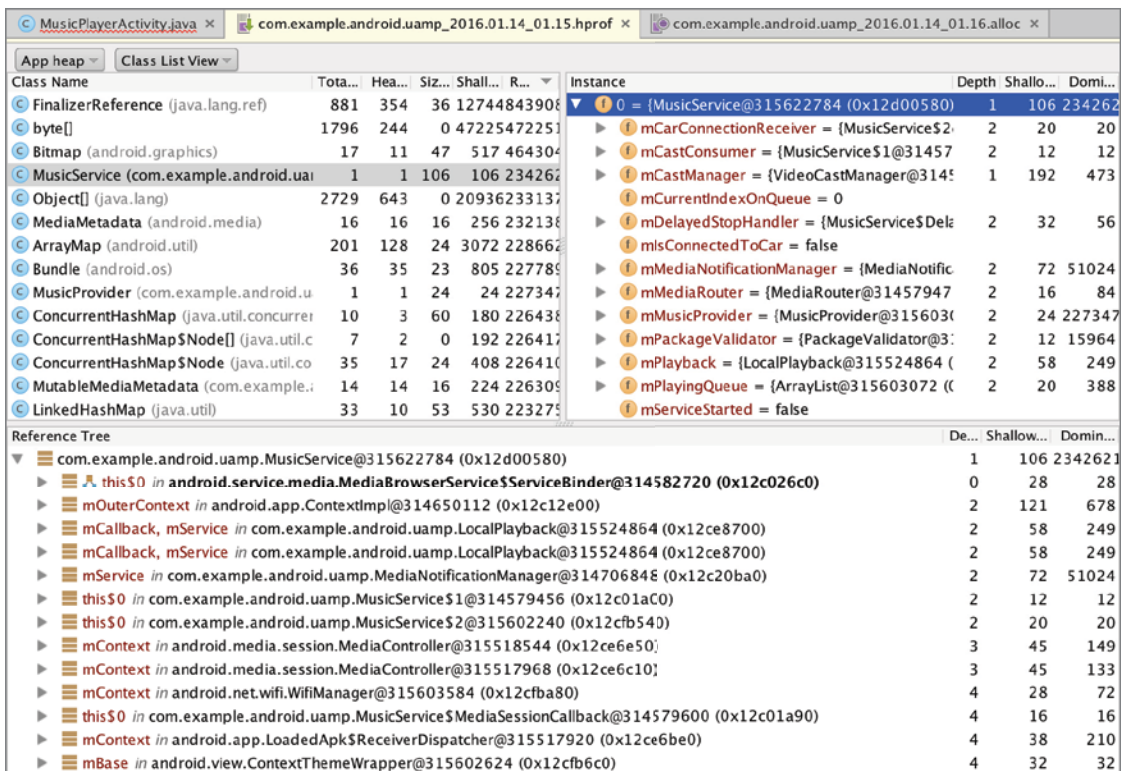 MusicPlayerActivity.java × com.example.android.uamp_2016.01.14_01.15.hprof × com.example.android.uamp_2016.01.14_01.16.alloc ×
App heap Class List View
Class Name Tota... Hea... Siz... Shall... R...
FinalizerReference (java.lang.ref) 881 354 36 12744843908
byte[] 1796 244 0 47225472251
Bitmap (android.graphics) 17 11 47 517 464304
MusicService (com.example.android.uar 1 1 106 106 234262
Object[] (java.lang) 2729 643 0 20936233137
MediaMetadata (android.media) 16 16 16 256 232138
ArrayMap (android.util) 201 128 24 3072 228662
Bundle (android.os) 36 35 23 805 227789
MusicProvider (com.example.android.u 1 1 24 24 227347
ConcurrentHashMap (java.util.concurrer 10 3 60 180 226438
ConcurrentHashMap$Node[] (java.util.c 7 2 0 192 226417
ConcurrentHashMap$Node (java.util.co 35 17 24 408 226410
MutableMediaMetadata (com.example. 14 14 16 224 226309
LinkedHashMap (java.util) 33 10 53 530 223275
Instance Depth Shallo... Domi...
0 = {MusicService@315622784 (0x12d00580) 1 106 234262
mCarConnectionReceiver = {MusicService$2 2 20 20
mCastConsumer = {MusicService$1@31457 2 12 12
mCastManager = {VideoCastManager@3145 1 192 473
mCurrentIndexOnQueue = 0
mDelayedStopHandler = {MusicService$Dela 2 32 56
mIsConnectedToCar = false
mMediaNotificationManager = {MediaNotific 2 72 51024
mMediaRouter = {MediaRouter@31457947 2 16 84
mMusicProvider = {MusicProvider@315603( 2 24 227347
mPackageValidator = {PackageValidator@31 2 12 15964
mPlayback = {LocalPlayback@315524864 ( 2 58 249
mPlayingQueue = {ArrayList@315603072 (( 2 20 388
mServiceStarted = false
Reference Tree De... Shallow... Domin...
com.example.android.uamp.MusicService@315622784 (0x12d00580) 1 106 2342621
this$0 in android.service.media.MediaBrowserService$ServiceBinder@314582720 (0x12c026c0) 0 28 28
mOuterContext in android.app.ContextImpl@314650112 (0x12c12e00) 2 121 678
mCallback, mService in com.example.android.uamp.LocalPlayback@315524864 (0x12ce8700) 2 58 249
mCallback, mService in com.example.android.uamp.LocalPlayback@315524864 (0x12ce8700) 2 58 249
mService in com.example.android.uamp.MediaNotificationManager@314706848 (0x12c20ba0) 2 72 51024
this$0 in com.example.android.uamp.MusicService$1@314579456 (0x12c01a00) 2 12 12
this$0 in com.example.android.uamp.MusicService$2@315602240 (0x12cfb540) 2 20 20
mContext in android.media.session.MediaController@315518544 (0x12ce6e50) 3 45 149
mContext in android.media.session.MediaController@315517968 (0x12ce6c10) 3 45 133
mContext in android.net.wifi.WifiManager@315603584 (0x12cfba80) 4 28 72
this$0 in com.example.android.uamp.MusicService$MediaSessionCallback@314579600 (0x12c01a90) 4 16 16
mContext in android.app.LoadedApk$ReceiverDispatcher@315517920 (0x12ce6be0) 4 38 210
mBase in android.view.ContextThemeWrapper@315602624 (0x12cfb6c0) 4 32 32